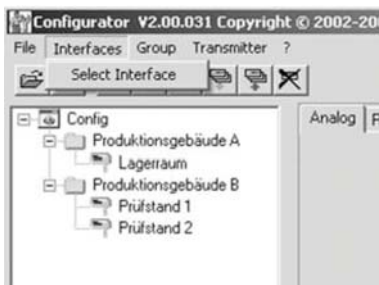 Configurator V2.00.031 Copyright © 2002-20
File Interfaces Group Transmitter ?
Select Interface
Config
Produktionsgebäude A
Lagerraum
Produktionsgebäude B
Prüfstand 1
Prüfstand 2
Analog